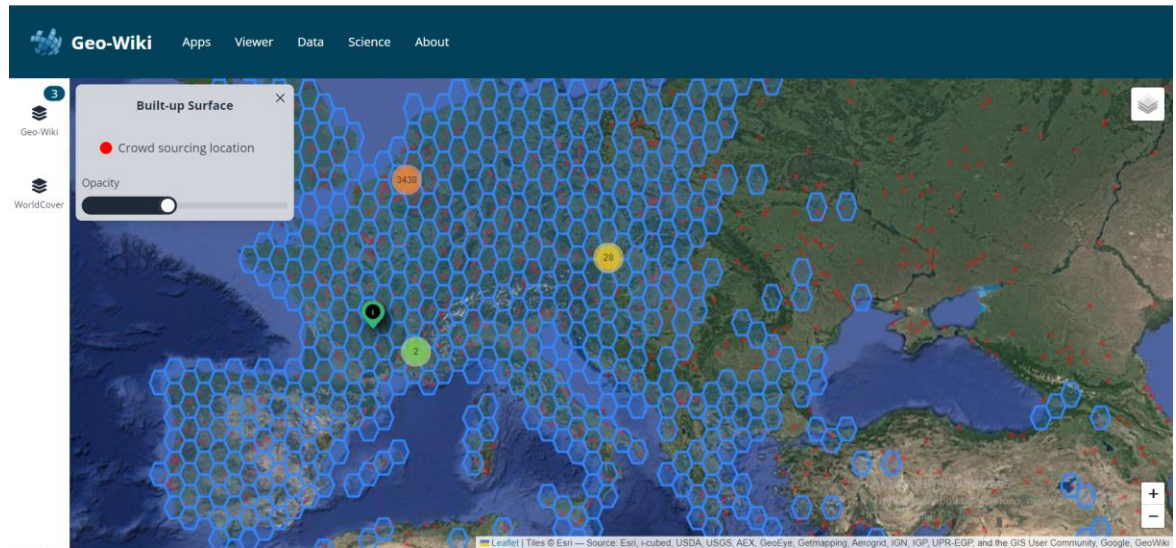 Geo-Wiki Apps Viewer Data Science About
3
Geo-Wiki
WorldCover
Built-up Surface ×
Crowd sourcing location
Opacity
3439
28
i
2
+
−
Leaflet | Tiles © Esri — Source: Esri, i-cubed, USDA, USGS, AEX, GeoEye, Getmapping, Aerogrid, IGN, IGP, UPR-EGP, and the GIS User Community, Google, GeoWiki